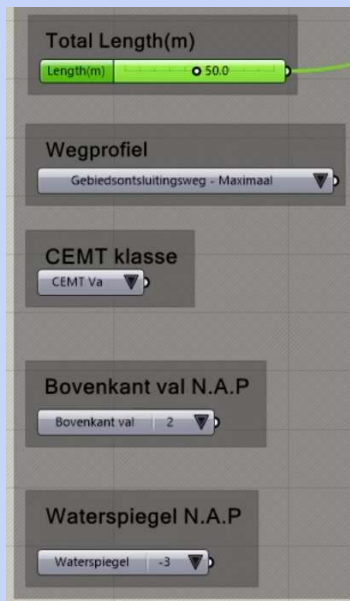 Total Length(m)
Length(m) 50.0
Wegprofiel
Gebiedsontsluitingsweg - Maximaal
CEMT klasse
CEMT Va
Bovenkant val N.A.P
Bovenkant val 2
Waterspiegel N.A.P
Waterspiegel -3